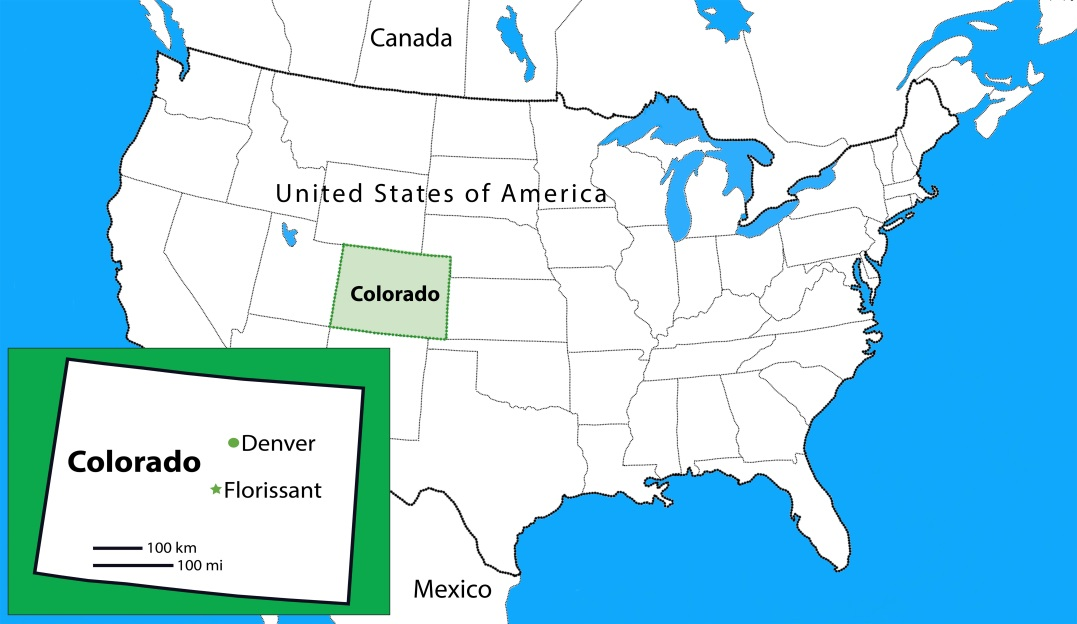 Canada
United States of America
Colorado
Colorado
Denver
Florissant
100 km
100 mi
Mexico